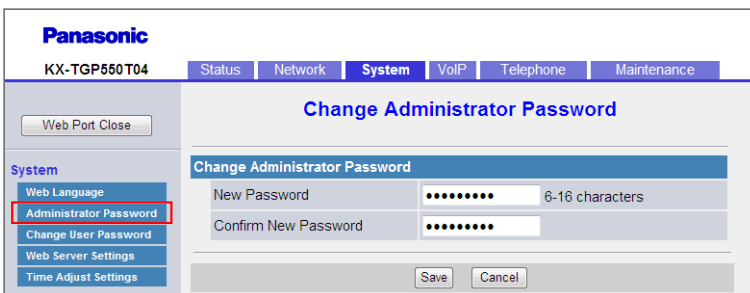 Panasonic
KX-TGP550T04
Status Network System VoIP Telephone Maintenance
Web Port Close
Change Administrator Password
System
Web Language
Administrator Password
Change User Password
Web Server Settings
Time Adjust Settings
Change Administrator Password
New Password ••••••••• 6-16 characters
Confirm New Password •••••••••
Save Cancel